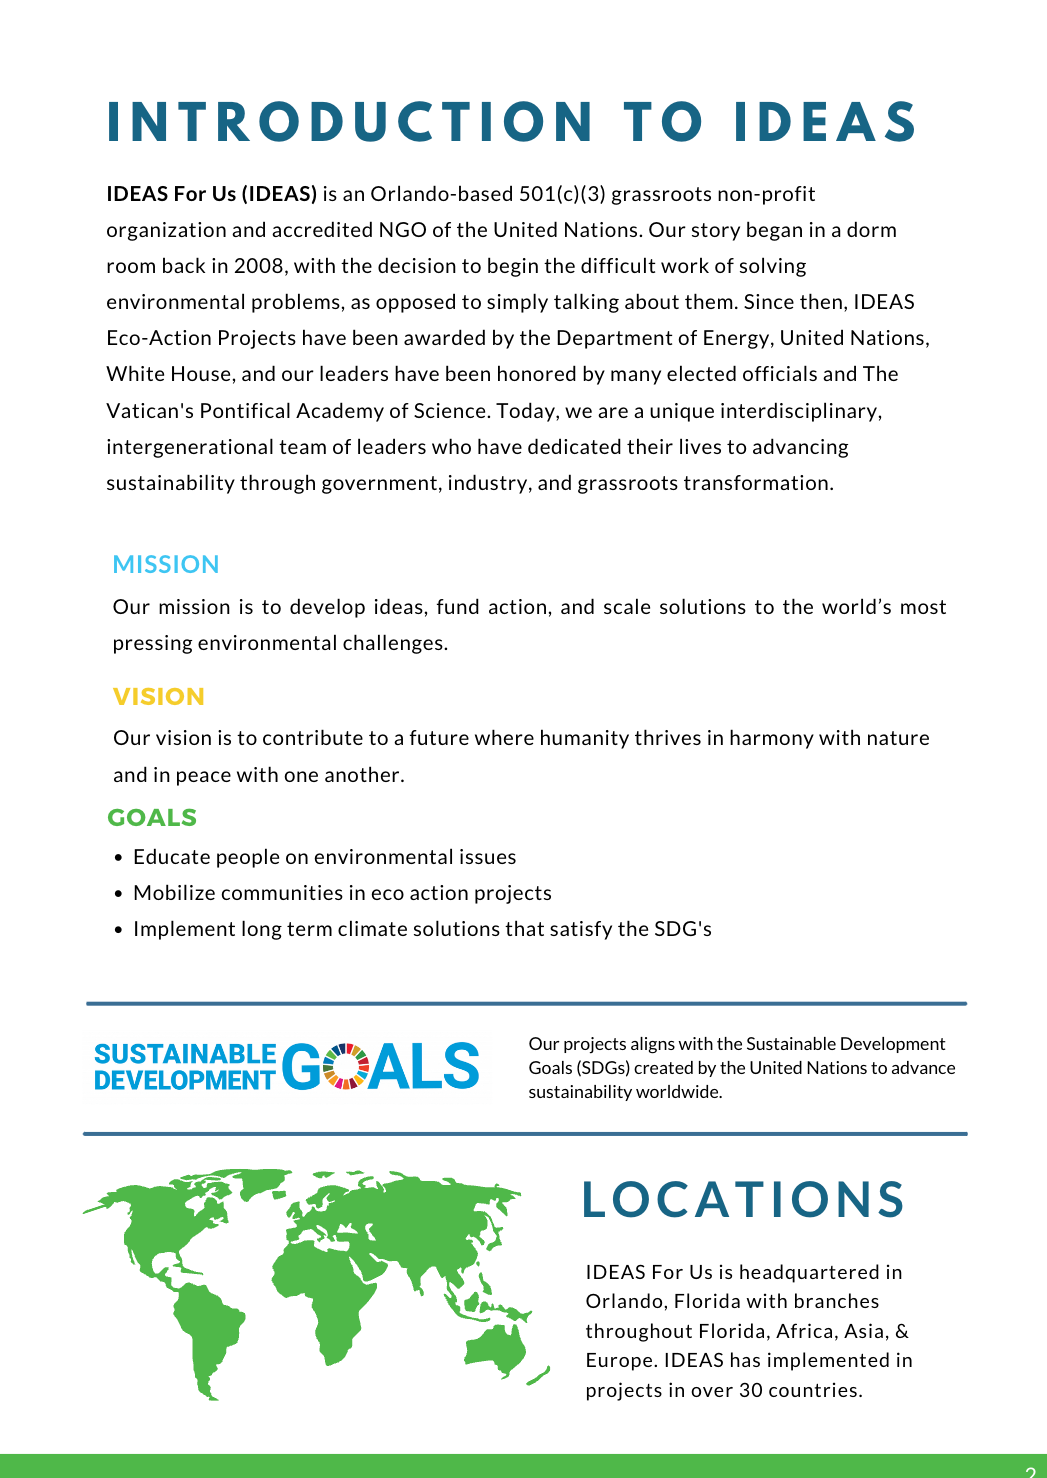 INTRODUCTION TO IDEAS
IDEAS For Us (IDEAS) is an Orlando-based 501(c)(3) grassroots non-profit
organization and accredited NGO of the United Nations. Our story began in a dorm
room back in 2008, with the decision to begin the difficult work of solving
environmental problems, as opposed to simply talking about them. Since then, IDEAS
Eco-Action Projects have been awarded by the Department of Energy, United Nations,
White House, and our leaders have been honored by many elected officials and The
Vatican's Pontifical Academy of Science. Today, we are a unique interdisciplinary,
intergenerational team of leaders who have dedicated their lives to advancing
sustainability through government, industry, and grassroots transformation.
MISSION
Our mission is to develop ideas, fund action, and scale solutions to the world’s most
pressing environmental challenges.
VISION
Our vision is to contribute to a future where humanity thrives in harmony with nature
and in peace with one another.
GOALS
• Educate people on environmental issues
• Mobilize communities in eco action projects
• Implement long term climate solutions that satisfy the SDG's
SUSTAINABLE
DEVELOPMENT GOALS
Our projects aligns with the Sustainable Development
Goals (SDGs) created by the United Nations to advance
sustainability worldwide.
LOCATIONS
IDEAS For Us is headquartered in
Orlando, Florida with branches
throughout Florida, Africa, Asia, &
Europe. IDEAS has implemented in
projects in over 30 countries.
2